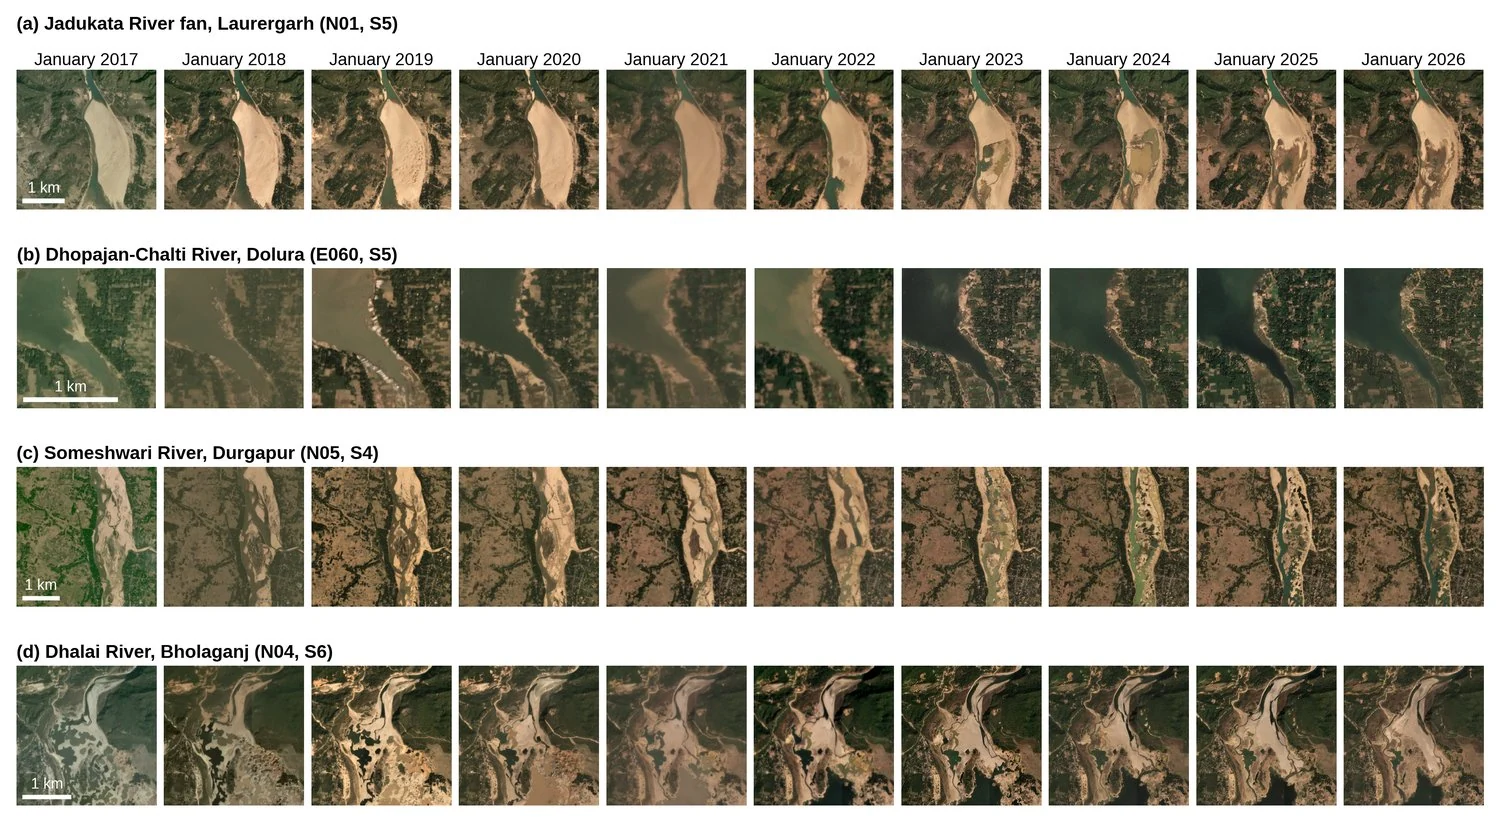 (a) Jadukata River fan, Laurergarh (N01, S5)
January 2017 January 2018 January 2019 January 2020 January 2021 January 2022 January 2023 January 2024 January 2025 January 2026
1 km
(b) Dhopajan-Chalti River, Dolura (E060, S5)
1 km
(c) Someshwari River, Durgapur (N05, S4)
1 km
(d) Dhalai River, Bholaganj (N04, S6)
1 km